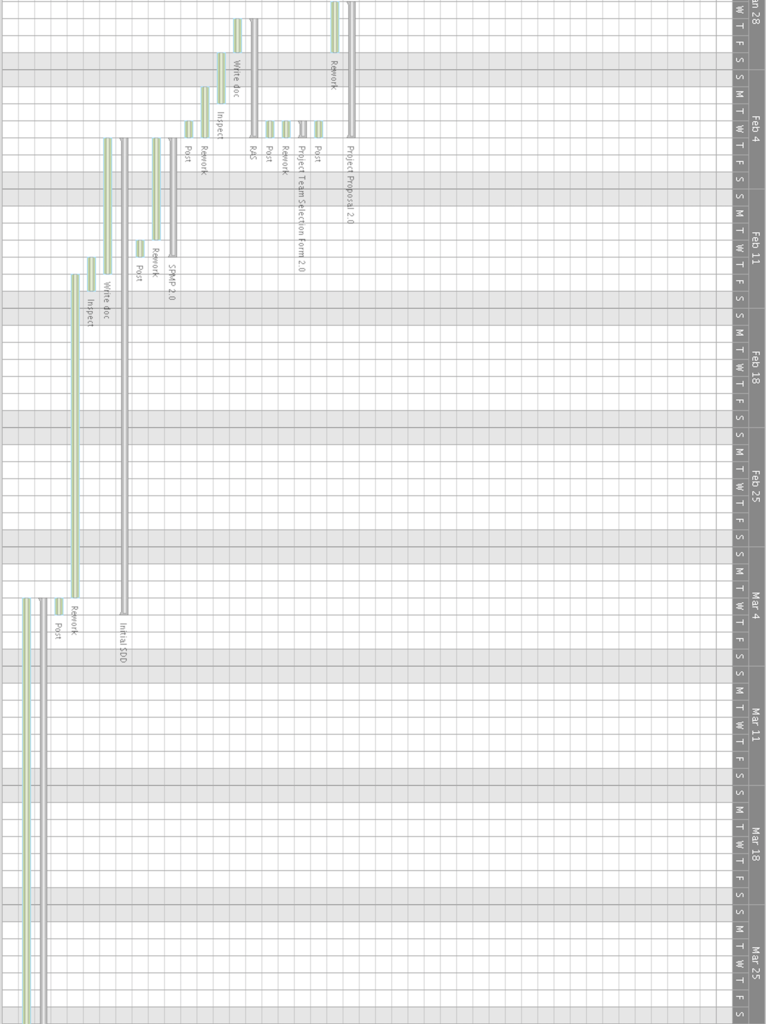 an 28 Feb 4 Feb 11 Feb 18 Feb 25 Mar 4 Mar 11 Mar 18 Mar 25
W T F S S M T W T F S S M T W T F S S M T W T F S S M T W T F S S M T W T F S S M T W T F S S M T W T F S S M T W T F S
Project Proposal 2.0
Rework
Post
Project Team Selection Form 2.0
Rework
Post
RAS
Write doc
Inspect
Rework
Post
SPMP 2.0
Rework
Post
Initial SDD
Write doc
Inspect
Rework
Post